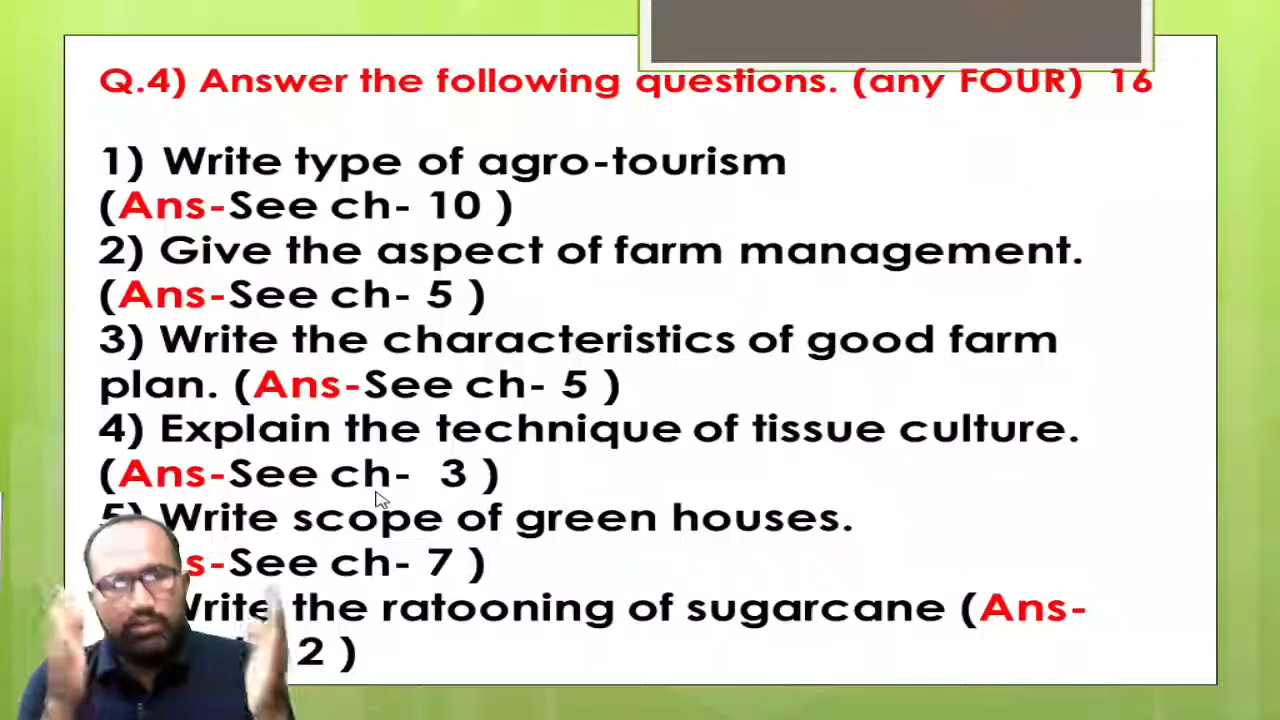 Q.4) Answer the following questions. (any FOUR) 16
1) Write type of agro-tourism
(Ans-See ch- 10 )
2) Give the aspect of farm management.
(Ans-See ch- 5 )
3) Write the characteristics of good farm
plan. (Ans-See ch- 5 )
4) Explain the technique of tissue culture.
(Ans-See ch- 3 )
5) Write scope of green houses.
See ch- 7 )
Write the ratooning of sugarcane (Ans-
2 )